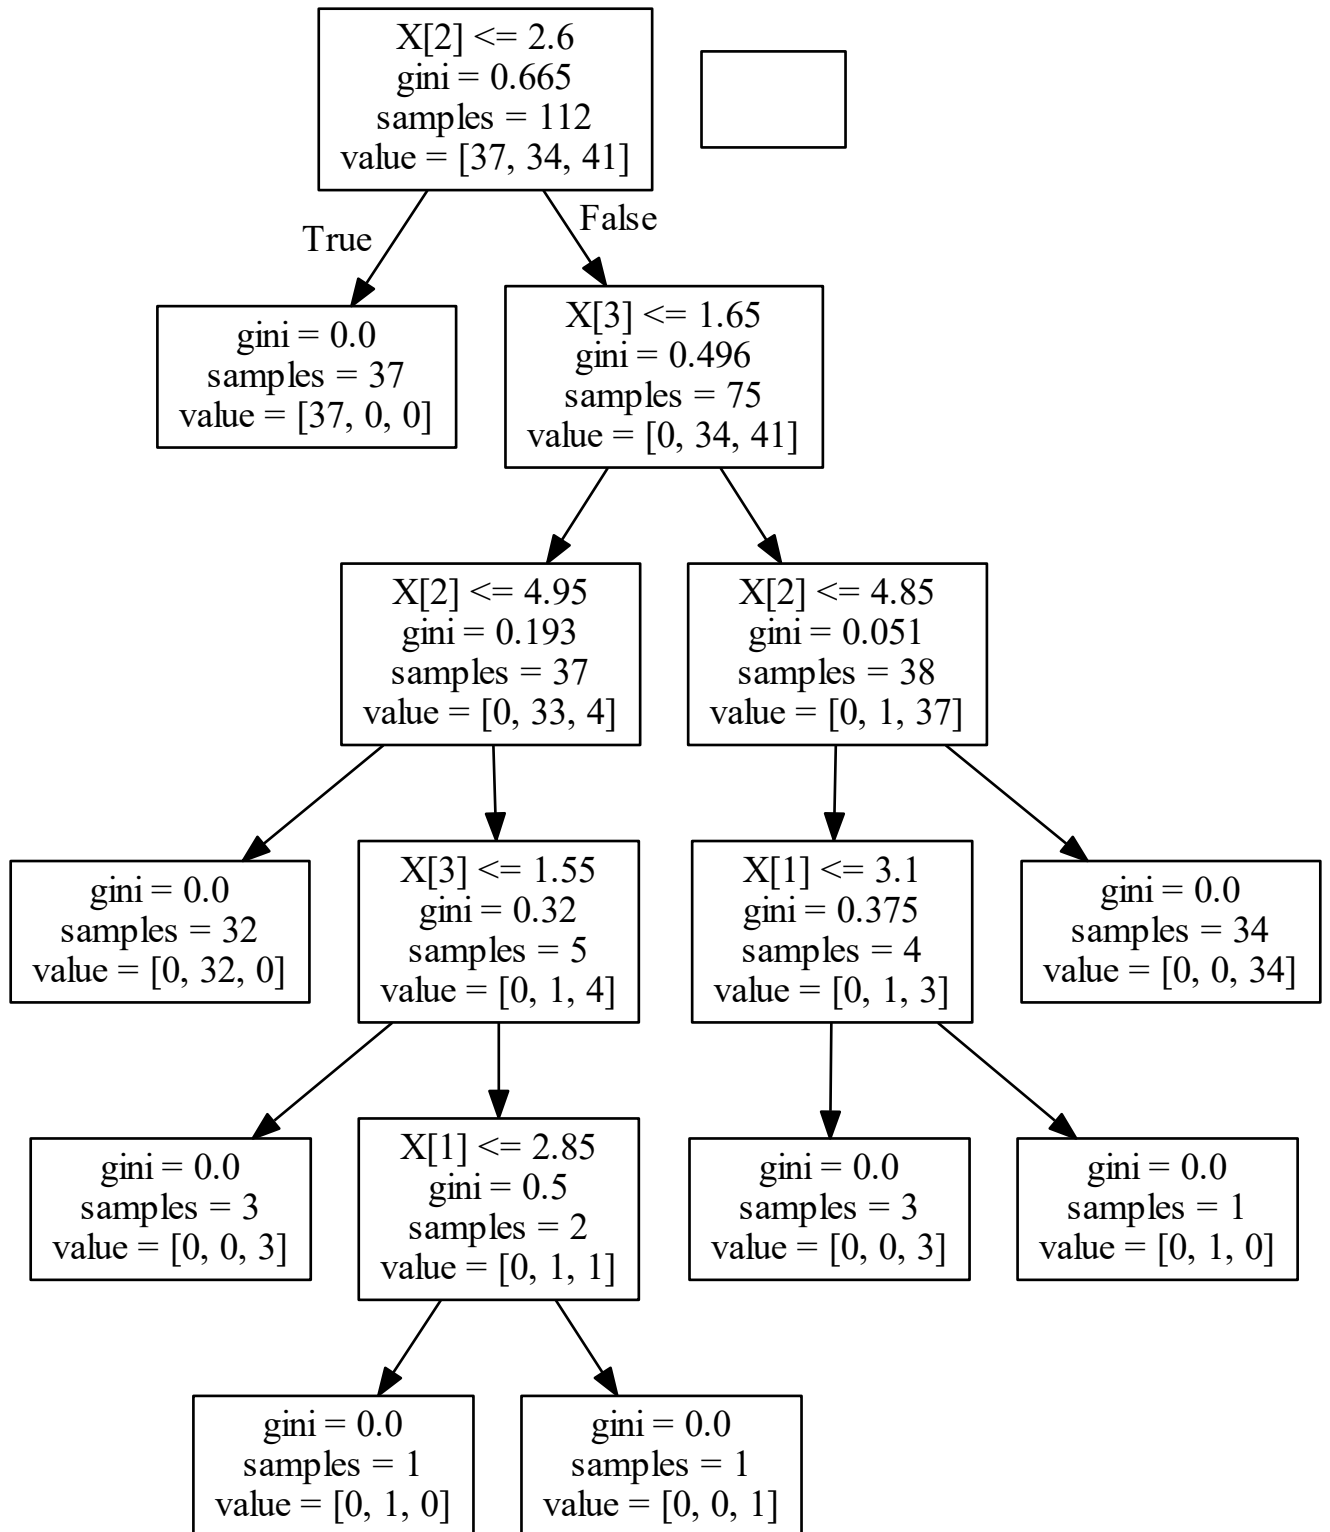 X[2] <= 2.6
gini = 0.665
samples = 112
value = [37, 34, 41]
True
False
gini = 0.0
samples = 37
value = [37, 0, 0]
X[3] <= 1.65
gini = 0.496
samples = 75
value = [0, 34, 41]
X[2] <= 4.95
gini = 0.193
samples = 37
value = [0, 33, 4]
X[2] <= 4.85
gini = 0.051
samples = 38
value = [0, 1, 37]
gini = 0.0
samples = 32
value = [0, 32, 0]
X[3] <= 1.55
gini = 0.32
samples = 5
value = [0, 1, 4]
X[1] <= 3.1
gini = 0.375
samples = 4
value = [0, 1, 3]
gini = 0.0
samples = 34
value = [0, 0, 34]
gini = 0.0
samples = 3
value = [0, 0, 3]
X[1] <= 2.85
gini = 0.5
samples = 2
value = [0, 1, 1]
gini = 0.0
samples = 3
value = [0, 0, 3]
gini = 0.0
samples = 1
value = [0, 1, 0]
gini = 0.0
samples = 1
value = [0, 1, 0]
gini = 0.0
samples = 1
value = [0, 0, 1]